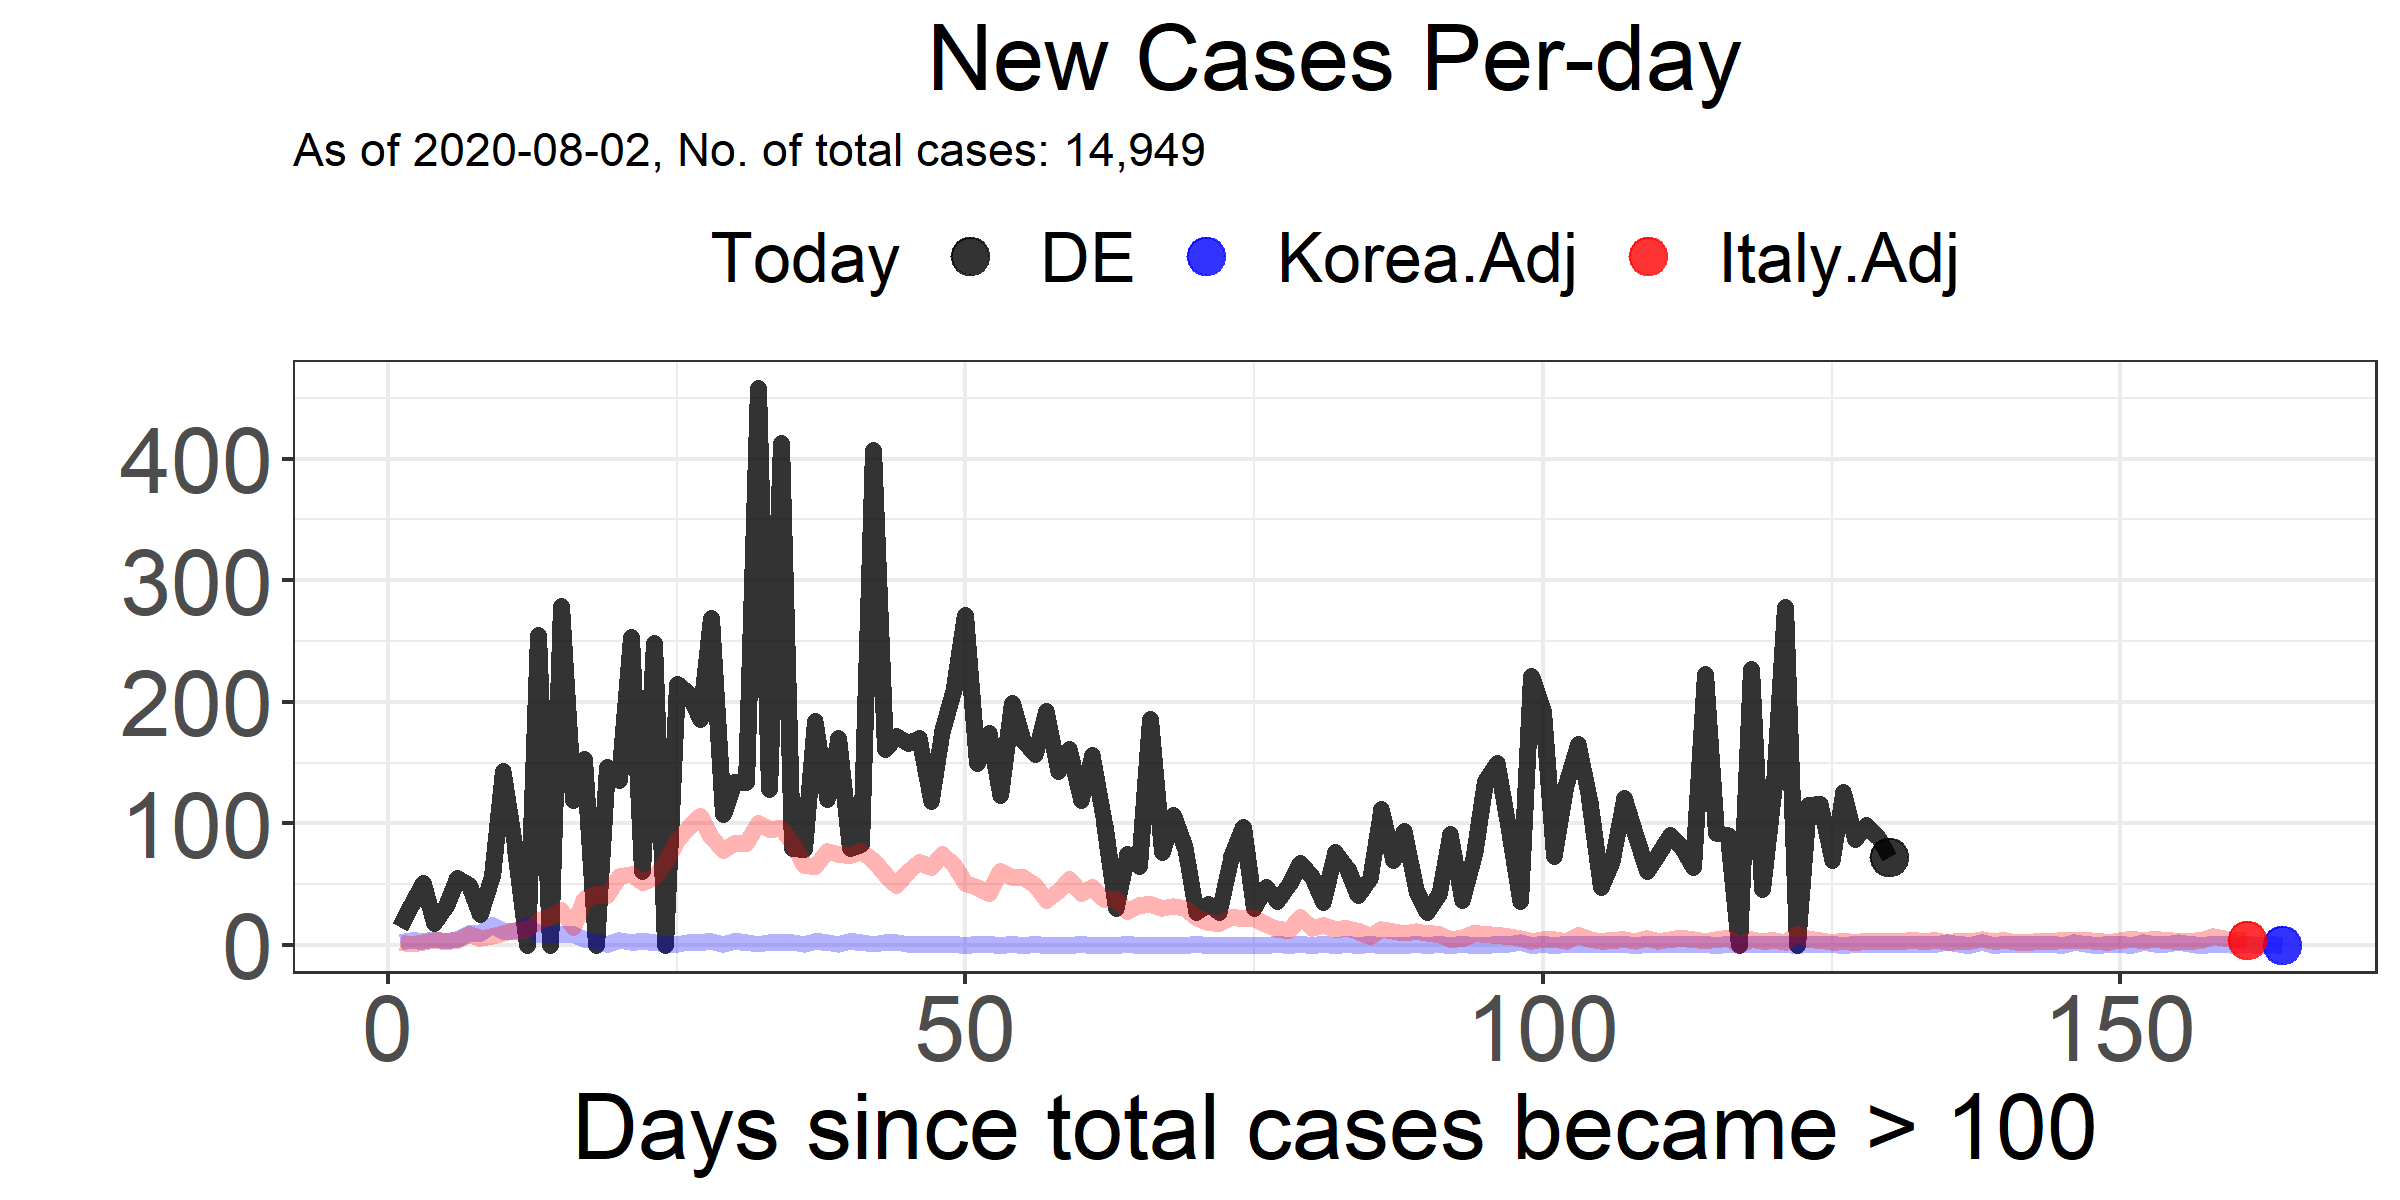 New Cases Per-day
As of 2020-08-02, No. of total cases: 14,949
Today DE Korea.Adj Italy.Adj
400
300
200
100
0
0 50 100 150
Days since total cases became > 100